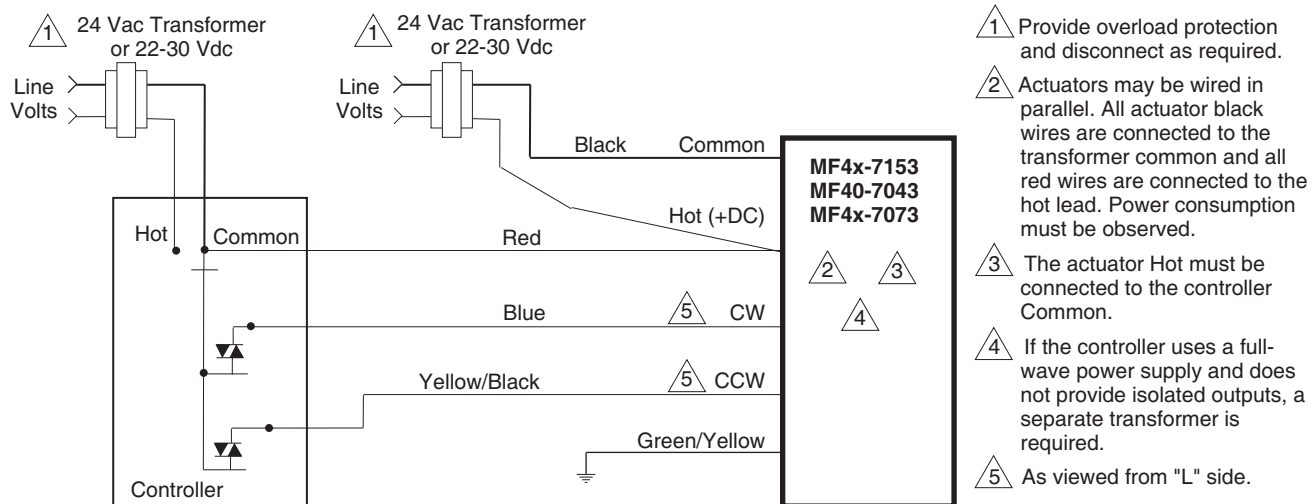 1
24 Vac Transformer
or 22-30 Vdc
Line
Volts
1
24 Vac Transformer
or 22-30 Vdc
Line
Volts
Black
Common
Hot (+DC)
Hot
Common
Red
Blue
5
CW
Yellow/Black
5
CCW
Green/Yellow
Controller
MF4x-7153
MF40-7043
MF4x-7073
2
3
4
1
Provide overload protection
and disconnect as required.
2
Actuators may be wired in
parallel. All actuator black
wires are connected to the
transformer common and all
red wires are connected to the
hot lead. Power consumption
must be observed.
3
The actuator Hot must be
connected to the controller
Common.
4
If the controller uses a full-
wave power supply and does
not provide isolated outputs, a
separate transformer is
required.
5
As viewed from "L" side.